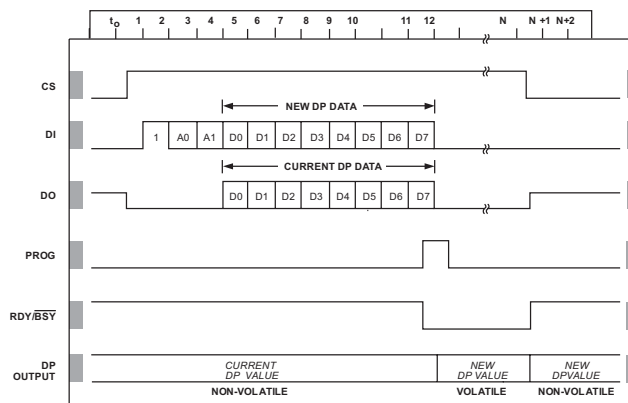 to 1 2 3 4 5 6 7 8 9 10 11 12 N N +1 N+2
CS
NEW DP DATA
DI 1 A0 A1 D0 D1 D2 D3 D4 D5 D6 D7
CURRENT DP DATA
DO D0 D1 D2 D3 D4 D5 D6 D7
PROG
RDY/BSY
DP
OUTPUT
CURRENT
DP VALUE
NON-VOLATILE
NEW
DP VALUE
VOLATILE
NEW
DPVALUE
NON-VOLATILE